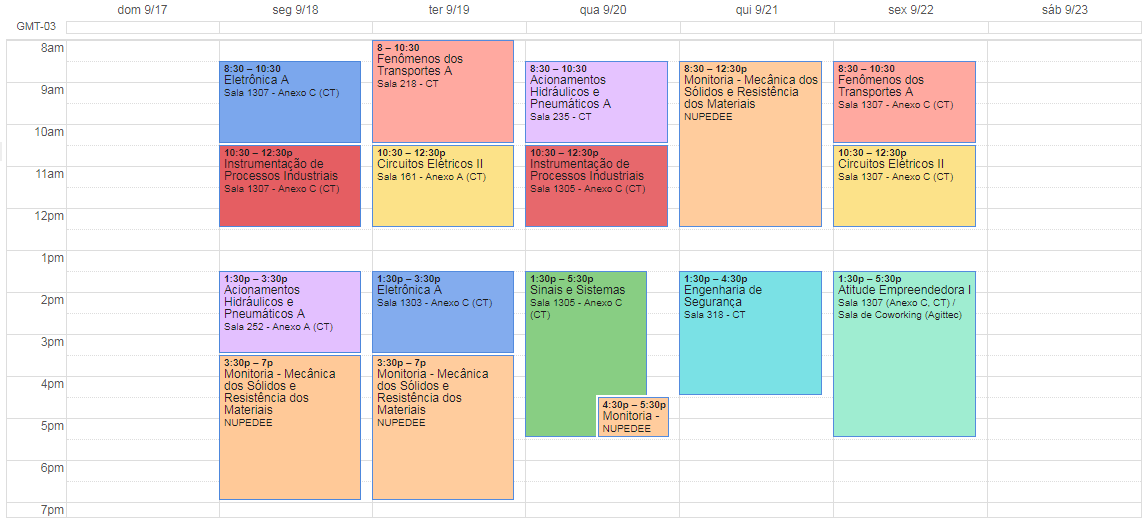 dom 9/17
seg 9/18
ter 9/19
qua 9/20
qui 9/21
sex 9/22
sáb 9/23
GMT-03
8am
9am
10am
11am
12pm
1pm
2pm
3pm
4pm
5pm
6pm
7pm
8:30 – 10:30
Eletrônica A
Sala 1307 - Anexo C (CT)
10:30 – 12:30p
Instrumentação de
Processos Industriais
Sala 1307 - Anexo C (CT)
1:30p – 3:30p
Acionamentos
Hidráulicos e
Pneumáticos A
Sala 252 - Anexo A (CT)
3:30p – 7p
Monitoria - Mecânica
dos Sólidos e
Resistência dos
Materiais
NUPEDEE
8 – 10:30
Fenômenos dos
Transportes A
Sala 218 - CT
10:30 – 12:30p
Circuitos Elétricos II
Sala 161 - Anexo A (CT)
1:30p – 3:30p
Eletrônica A
Sala 1303 - Anexo C (CT)
3:30p – 7p
Monitoria - Mecânica
dos Sólidos e
Resistência dos
Materiais
NUPEDEE
8:30 – 10:30
Acionamentos
Hidráulicos e
Pneumáticos A
Sala 235 - CT
10:30 – 12:30p
Instrumentação de
Processos Industriais
Sala 1305 - Anexo C (CT)
1:30p – 5:30p
Sinais e Sistemas
Sala 1305 - Anexo C
(CT)
4:30p – 5:30p
Monitoria -
NUPEDEE
8:30 – 12:30p
Monitoria - Mecânica dos
Sólidos e Resistência
dos Materiais
NUPEDEE
1:30p – 4:30p
Engenharia de
Segurança
Sala 318 - CT
8:30 – 10:30
Fenômenos dos
Transportes A
Sala 1307 - Anexo C (CT)
10:30 – 12:30p
Circuitos Elétricos II
Sala 1307 - Anexo C (CT)
1:30p – 5:30p
Atitude Empreendedora I
Sala 1307 (Anexo C, CT) /
Sala de Coworking (Agittec)